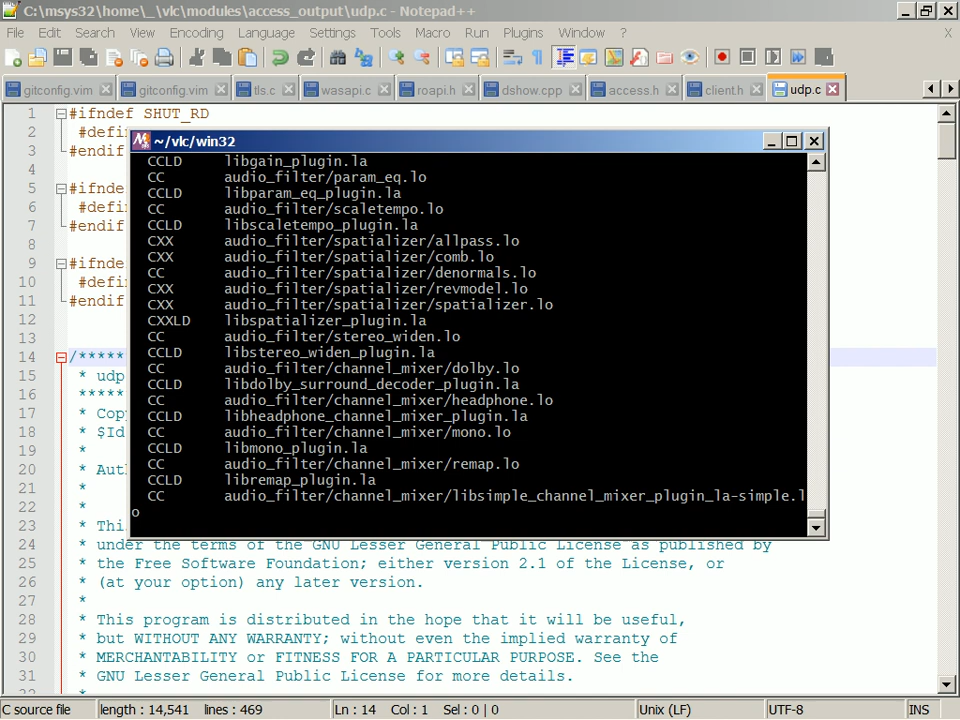 C:\msys32\home\_\vlc\modules\access_output\udp.c - Notepad++
File Edit Search View Encoding Language Settings Tools Macro Run Plugins Window ? X
gitconfig.vim gitconfig.vim tls.c wasapi.c roapi.h dshow.cpp access.h client.h udp.c
1 #ifndef SHUT_RD
2 #defi
3 #endif
4
5 #ifnde
6 #defi
7 #endif
8
9 #ifnde
10 #defi
11 #endif
12
13
14 /*****
15 * udp
16 *****
17 * Cop
18 * $Id
19 *
20 * Aut
21 *
22 *
23 * Thi
24 * under the terms of the GNU Lesser General Public License as published by
25 * the Free Software Foundation; either version 2.1 of the License, or
26 * (at your option) any later version.
27 *
28 * This program is distributed in the hope that it will be useful,
29 * but WITHOUT ANY WARRANTY; without even the implied warranty of
30 * MERCHANTABILITY or FITNESS FOR A PARTICULAR PURPOSE. See the
31 * GNU Lesser General Public License for more details.
~/vlc/win32
CCLD libgain_plugin.la
CC audio_filter/param_eq.lo
CCLD libparam_eq_plugin.la
CC audio_filter/scaletempo.lo
CCLD libscaletempo_plugin.la
CXX audio_filter/spatializer/allpass.lo
CXX audio_filter/spatializer/comb.lo
CC audio_filter/spatializer/denormals.lo
CXX audio_filter/spatializer/revmodel.lo
CXX audio_filter/spatializer/spatializer.lo
CXXLD libspatializer_plugin.la
CC audio_filter/stereo_widen.lo
CCLD libstereo_widen_plugin.la
CC audio_filter/channel_mixer/dolby.lo
CCLD libdolby_surround_decoder_plugin.la
CC audio_filter/channel_mixer/headphone.lo
CCLD libheadphone_channel_mixer_plugin.la
CC audio_filter/channel_mixer/mono.lo
CCLD libmono_plugin.la
CC audio_filter/channel_mixer/remap.lo
CCLD libremap_plugin.la
CC audio_filter/channel_mixer/libsimple_channel_mixer_plugin_la-simple.l
o
C source file length : 14,541 lines : 469 Ln : 14 Col : 1 Sel : 0 | 0 Unix (LF) UTF-8 INS